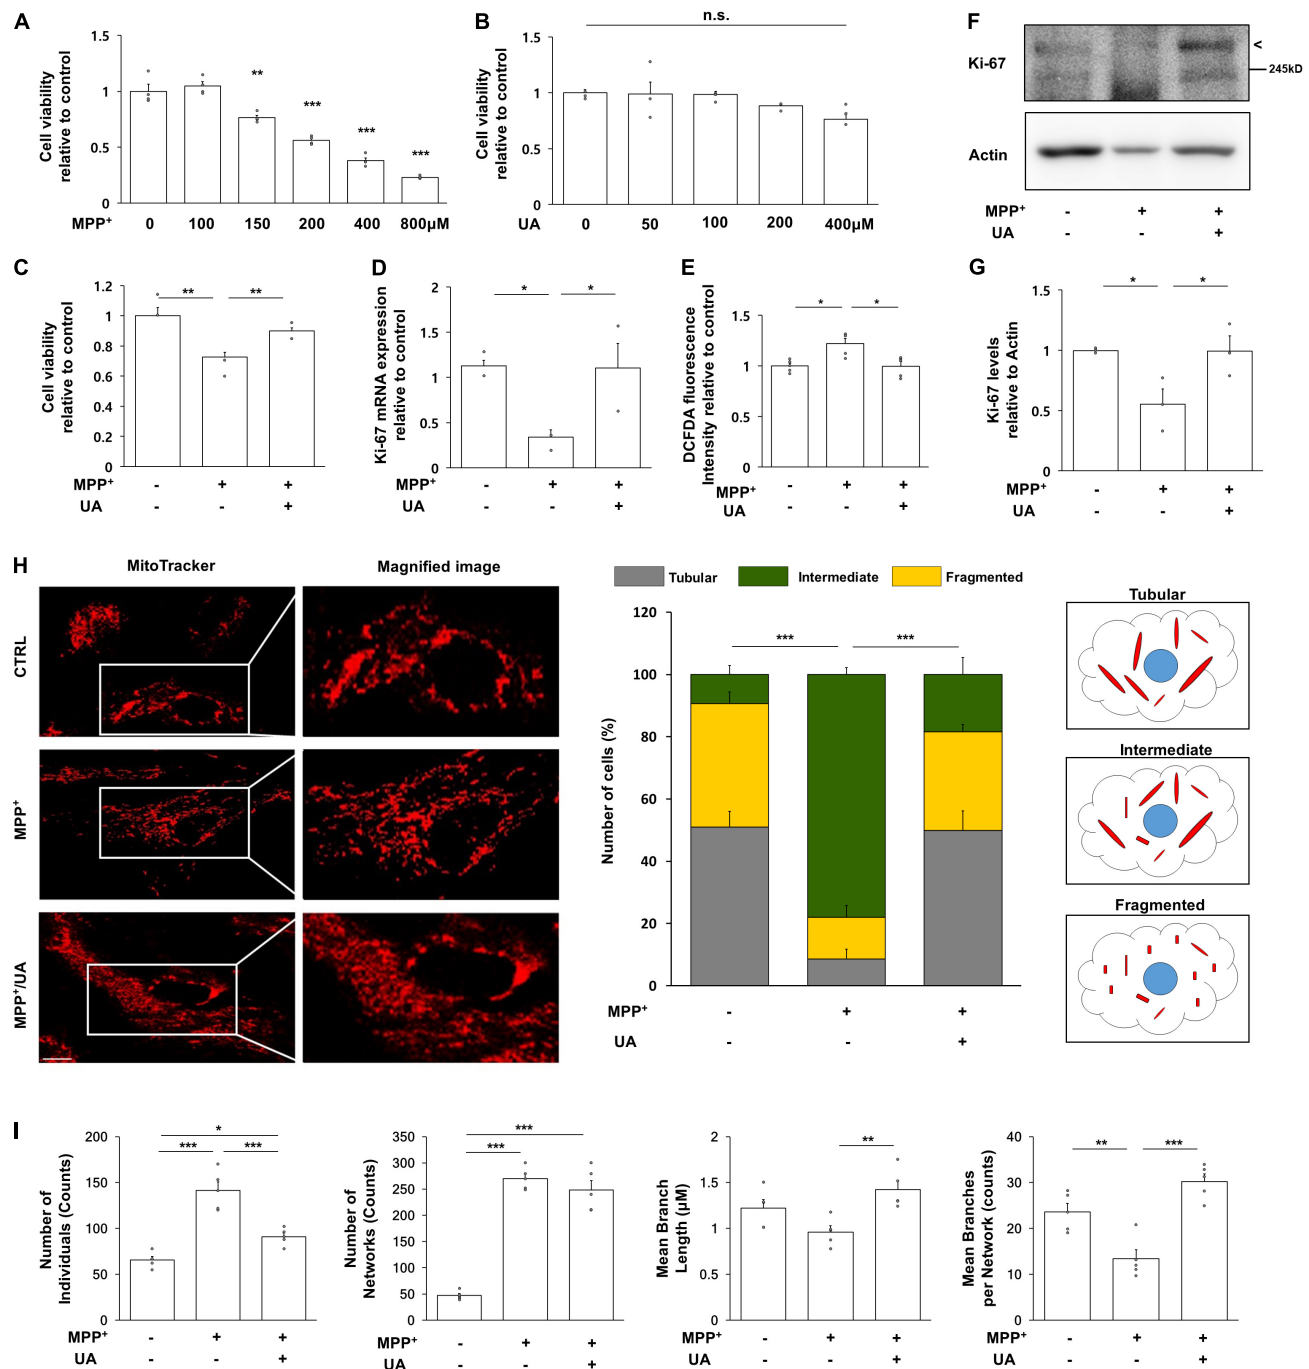 A
Cell viability
relative to control
1.5
1
0.5
0
** *** *** ***
MPP+ 0 100 150 200 400 800µM
B
n.s.
Cell viability
relative to control
1.5
1
0.5
0
UA 0 50 100 200 400µM
F
Ki-67
<
245kD
Actin
MPP+ - + +
UA - - +
C
Cell viability
relative to control
1.2
1
0.8
0.6
0.4
0.2
0
** **
MPP+ - + +
UA - - +
D
Ki-67 mRNA expression
relative to control
2
1.5
1
0.5
0
* *
MPP+ - + +
UA - - +
E
DCFDA fluorescence
Intensity relative to control
1.5
1
0.5
0
* *
MPP+ - + +
UA - - +
G
Ki-67 levels
relative to Actin
1.5
1
0.5
0
* *
MPP+ - + +
UA - - +
H
MitoTracker Magnified image
CTRL
MPP+
MPP+/UA
Tubular Intermediate Fragmented
Number of cells (%)
120
100
80
60
40
20
0
*** ***
MPP+ - + +
UA - - +
Tubular
Intermediate
Fragmented
I
Number of
Individuals (Counts)
200
150
100
50
0
*
*** ***
MPP+ - + +
UA - - +
Number of
Networks (Counts)
350
300
250
200
150
100
50
0
***
***
MPP+ - + +
UA - - +
Mean Branch
Length (µM)
2
1.5
1
0.5
0
**
MPP+ - + +
UA - - +
Mean Branches
per Network (counts)
40
30
20
10
0
** ***
MPP+ - + +
UA - - +